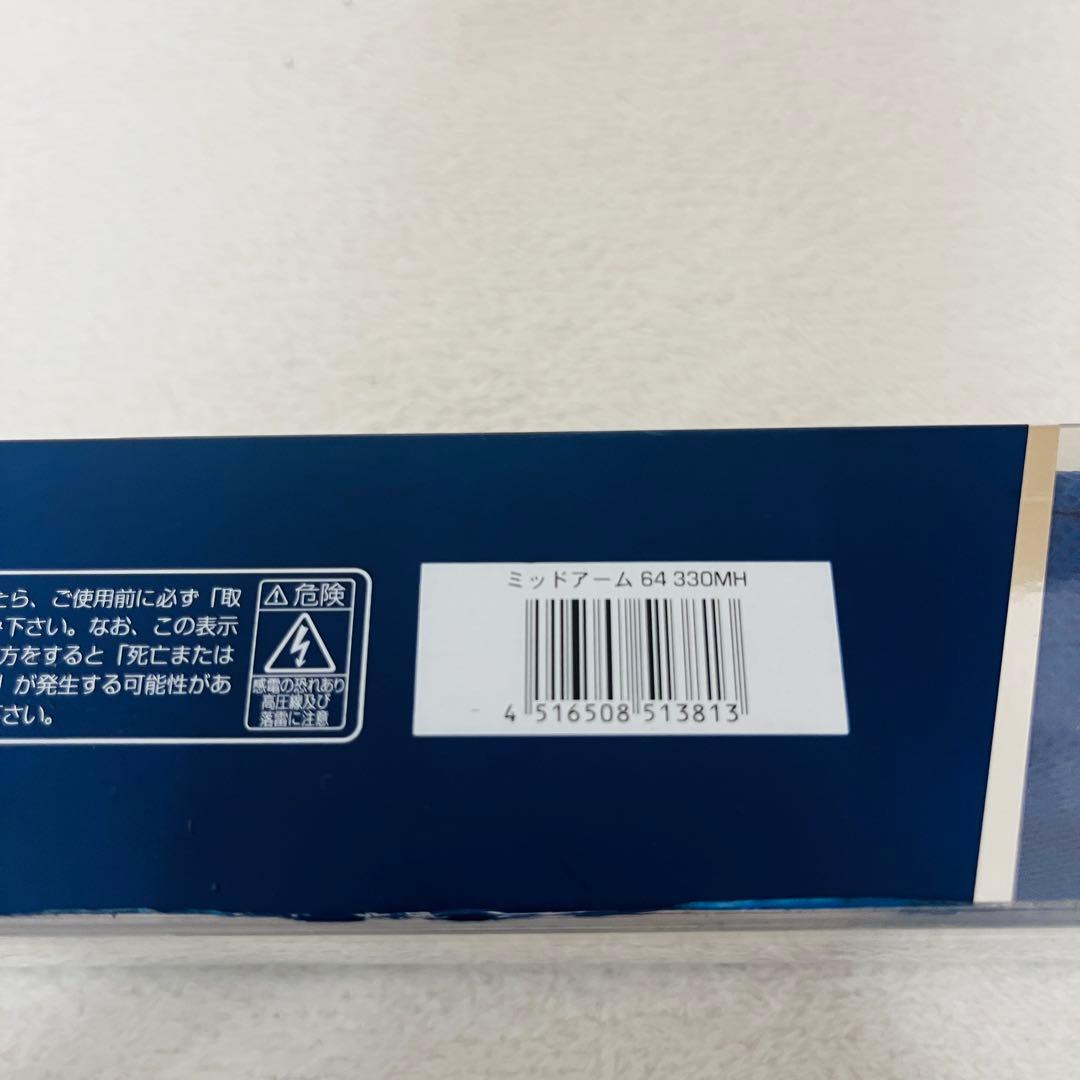 たら、ご使用前に必ず「取
下さい。なお、この表示
方をすると「死亡または
」が発生する可能性があ
さい。
⚠危険
感電の恐れあり
高圧線及び
落雷に注意
ミッドアーム 64 330MH
4 516508 513813